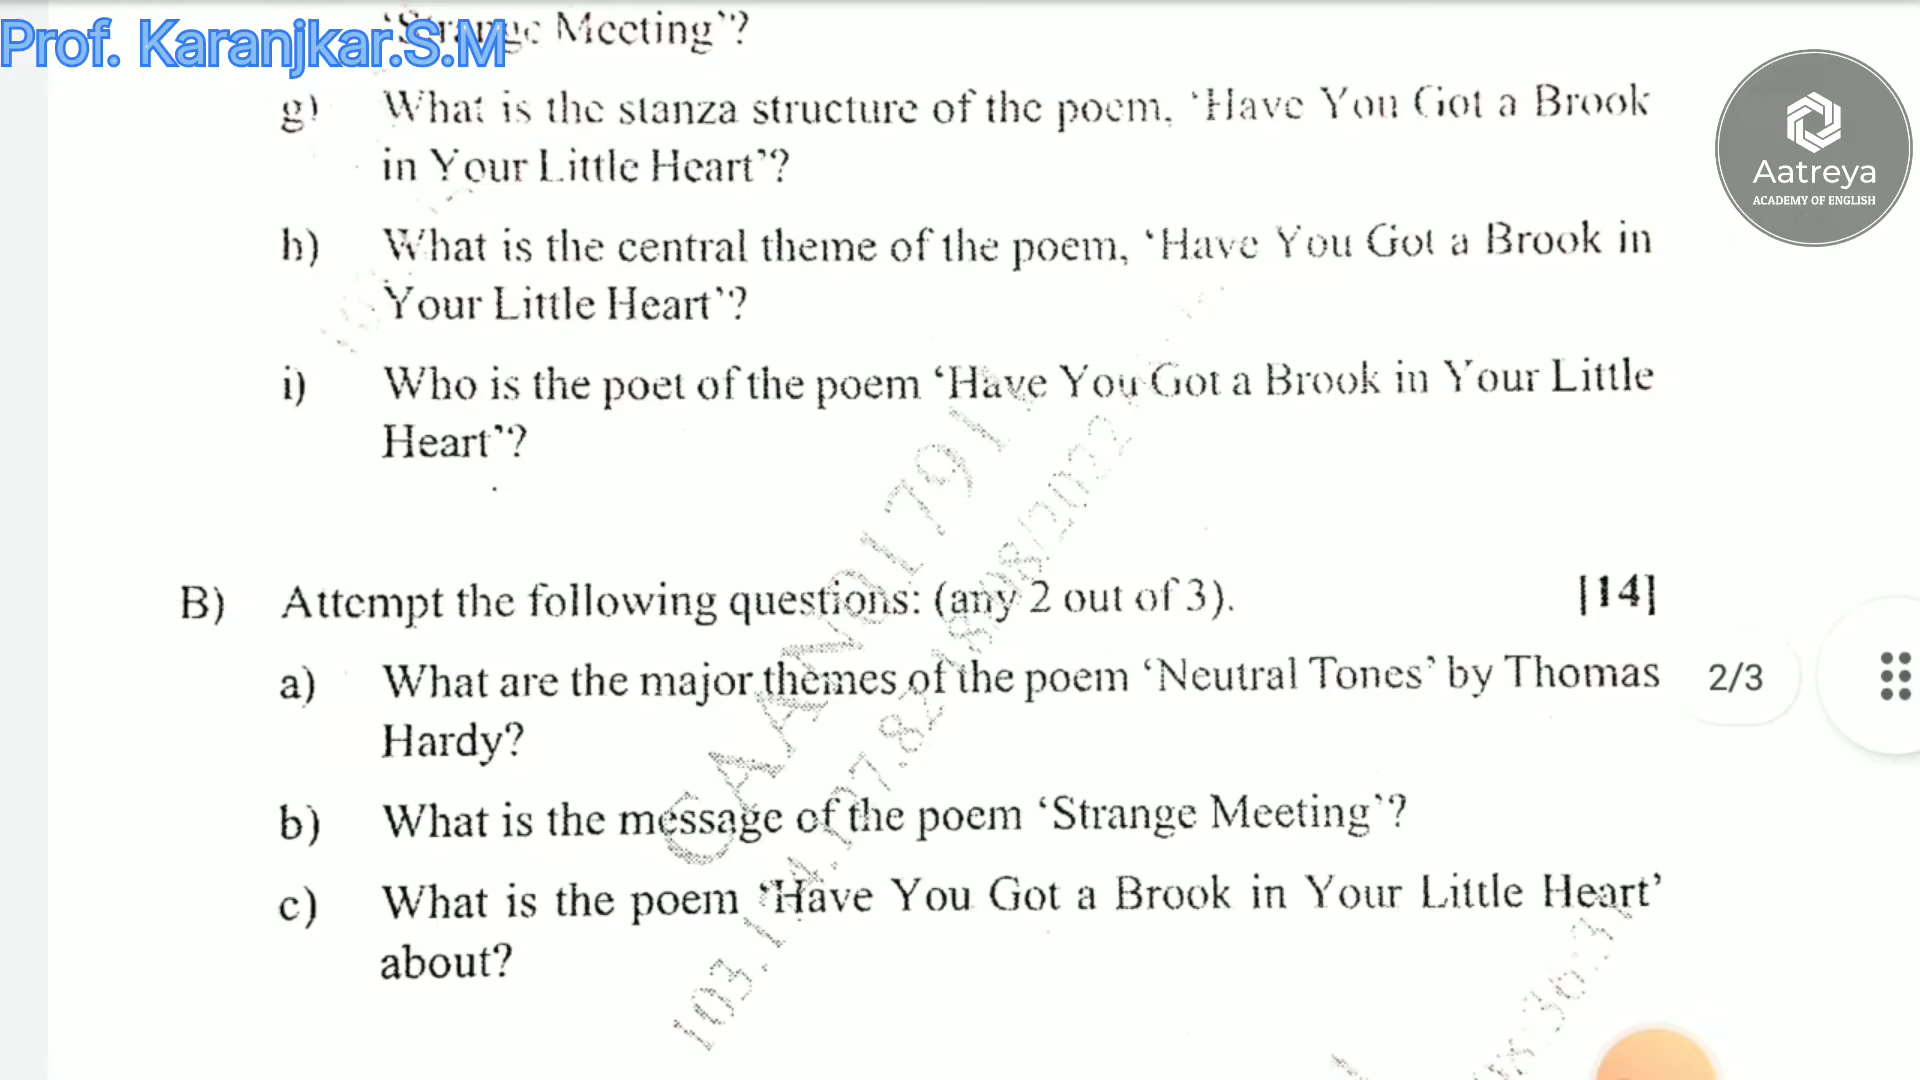 'Strange Meeting'?
Prof. Karanjkar.S.M
g) What is the stanza structure of the poem, 'Have You Got a Brook
in Your Little Heart'?
Aatreya
ACADEMY OF ENGLISH
h) What is the central theme of the poem, 'Have You Got a Brook in
Your Little Heart'?
i) Who is the poet of the poem 'Have You Got a Brook in Your Little
Heart'?
B) Attempt the following questions: (any 2 out of 3). [14]
a) What are the major themes of the poem 'Neutral Tones' by Thomas
Hardy?
2/3
b) What is the message of the poem 'Strange Meeting'?
c) What is the poem 'Have You Got a Brook in Your Little Heart'
about?